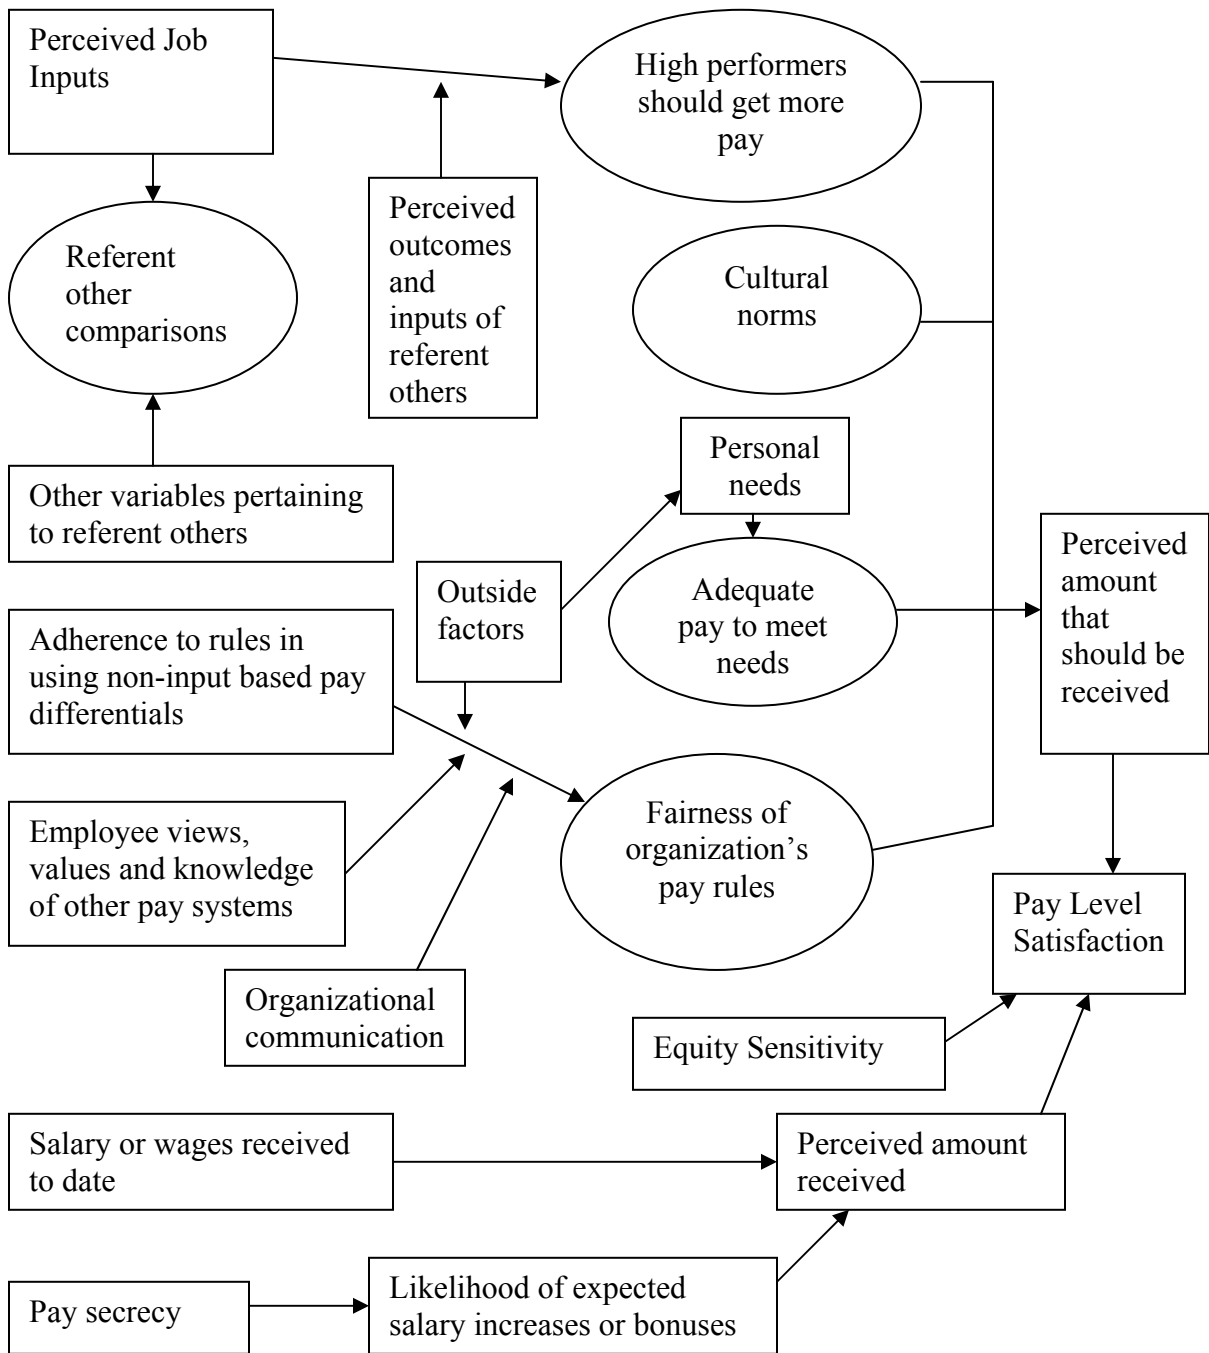 Perceived Job
Inputs
High performers
should get more
pay
Perceived
outcomes
and
inputs of
referent
others
Referent
other
comparisons
Cultural
norms
Personal
needs
Other variables pertaining
to referent others
Perceived
amount
that
should be
received
Outside
factors
Adequate
pay to meet
needs
Adherence to rules in
using non-input based pay
differentials
Employee views,
values and knowledge
of other pay systems
Fairness of
organization’s
pay rules
Pay Level
Satisfaction
Organizational
communication
Equity Sensitivity
Salary or wages received
to date
Perceived amount
received
Pay secrecy
Likelihood of expected
salary increases or bonuses